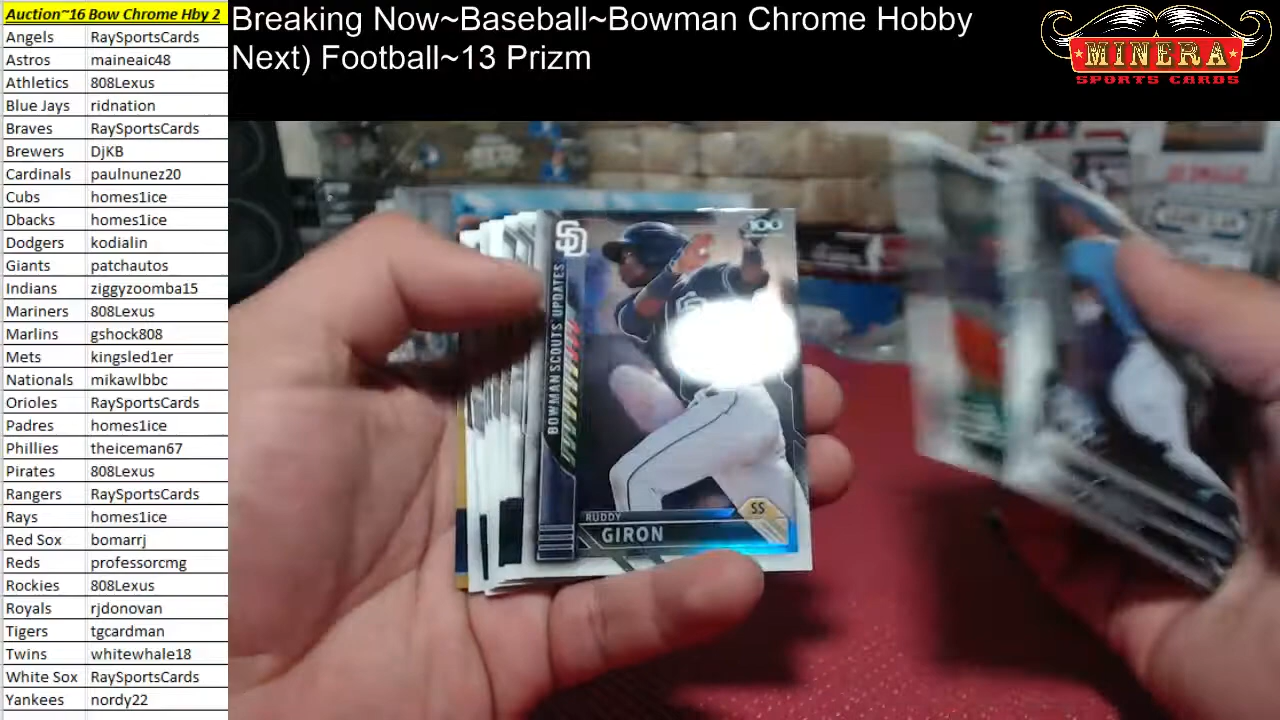 Auction~16 Bow Chrome Hby 2
Angels RaySportsCards
Astros maineaic48
Athletics 808Lexus
Blue Jays ridnation
Braves RaySportsCards
Brewers DjKB
Cardinals paulnunez20
Cubs homes1ice
Dbacks homes1ice
Dodgers kodialin
Giants patchautos
Indians ziggyzoomba15
Mariners 808Lexus
Marlins gshock808
Mets kingsled1er
Nationals mikawlbbc
Orioles RaySportsCards
Padres homes1ice
Phillies theiceman67
Pirates 808Lexus
Rangers RaySportsCards
Rays homes1ice
Red Sox bomarrj
Reds professorcmg
Rockies 808Lexus
Royals rjdonovan
Tigers tgcardman
Twins whitewhale18
White Sox RaySportsCards
Yankees nordy22
Breaking Now~Baseball~Bowman Chrome Hobby
Next) Football~13 Prizm
MINERA
SPORTS CARDS
SD
100
BOWMAN SCOUTS' UPDATES
SS
RUDDY
GIRON